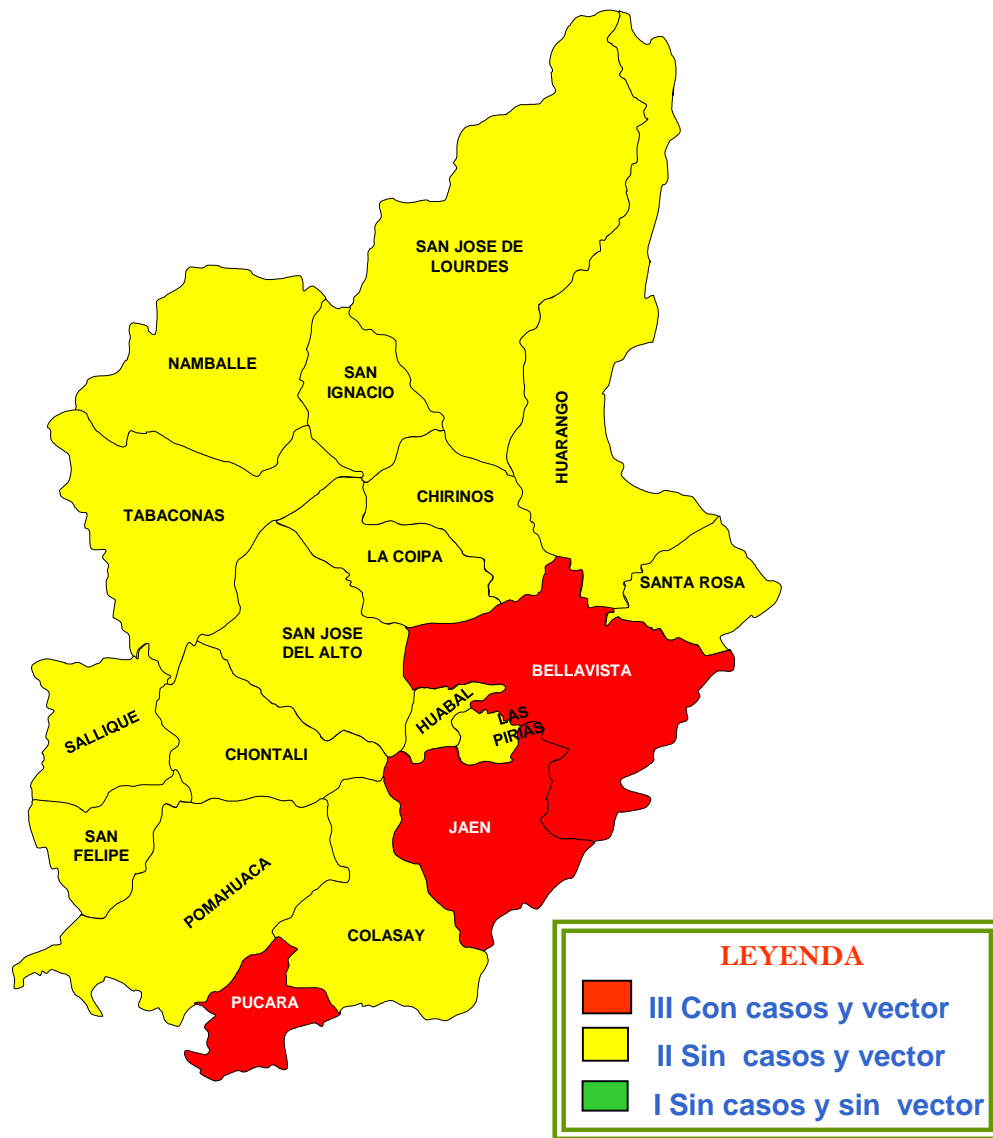 SAN JOSE DE
LOURDES
NAMBALLE
SAN
IGNACIO
HUARANGO
CHIRINOS
TABACONAS
LA COIPA
SANTA ROSA
SAN JOSE
DEL ALTO
BELLAVISTA
HUABAL
LAS
PIRIAS
SALLIQUE
CHONTALI
JAEN
SAN
FELIPE
POMAHUACA
COLASAY
PUCARA
LEYENDA
III Con casos y vector
II Sin casos y vector
I Sin casos y sin vector